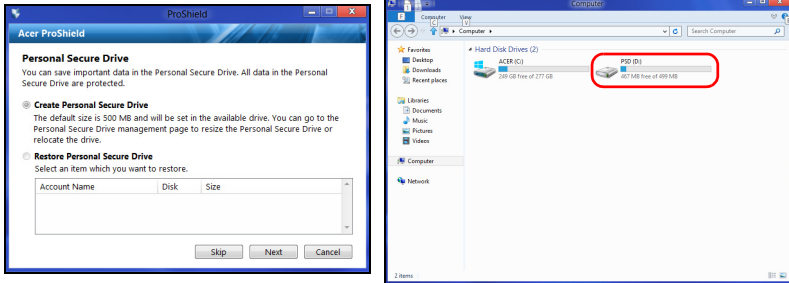 ProShield
Acer ProShield
Personal Secure Drive
You can save important data in the Personal Secure Drive. All data in the Personal
Secure Drive are protected.
Create Personal Secure Drive
The default size is 500 MB and will be set in the available drive. You can go to the
Personal Secure Drive management page to resize the Personal Secure Drive or
relocate the drive.
Restore Personal Secure Drive
Select an item which you want to restore.
Account Name Disk Size
Skip Next Cancel
Computer
1
F Computer View
C V
Computer
Search Computer
Favorites
Desktop
Downloads
Recent places
Libraries
Documents
Music
Pictures
Videos
Computer
Network
Hard Disk Drives (2)
ACER (C:)
249 GB free of 277 GB
PSD (D:)
467 MB free of 499 MB
2 items